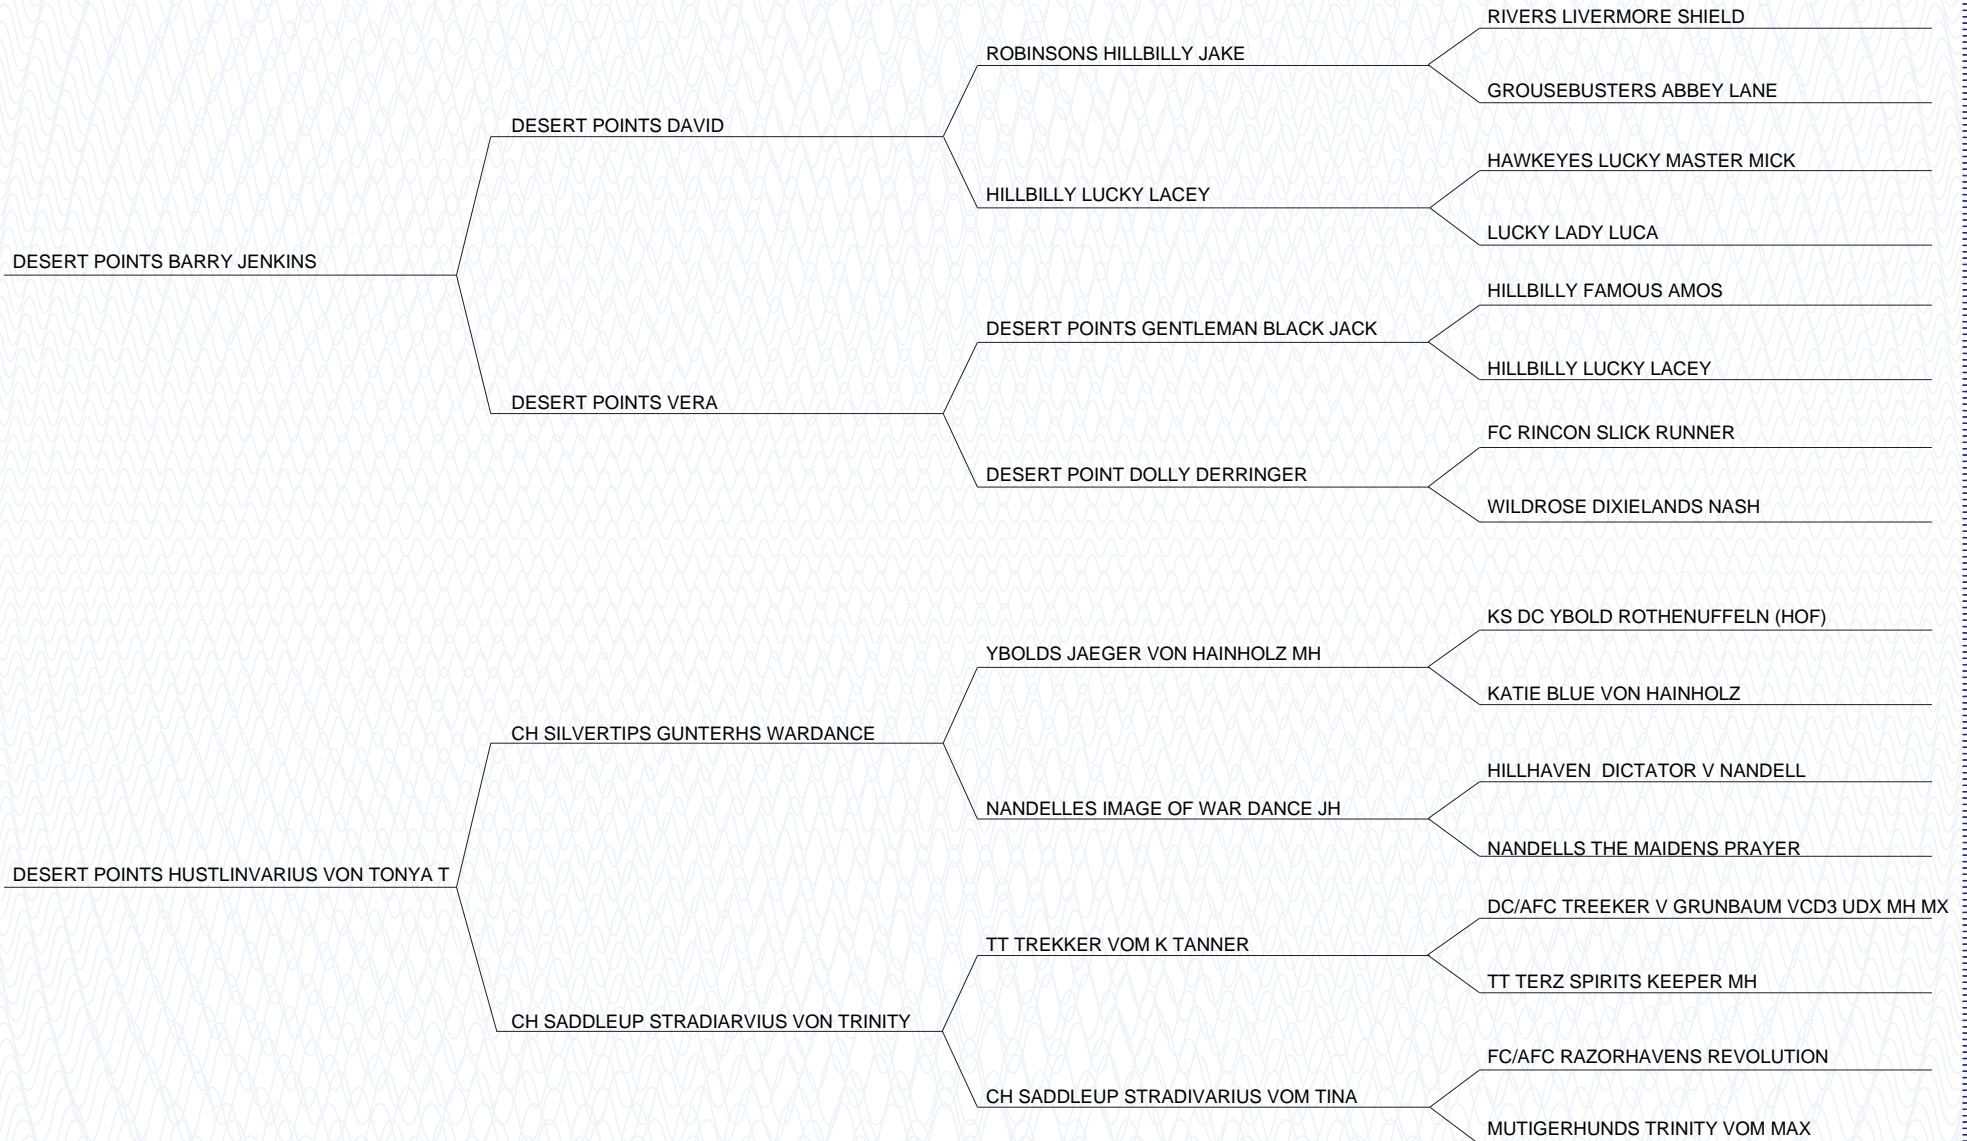 RIVERS LIVERMORE SHIELD
ROBINSONS HILLBILLY JAKE
GROUSEBUSTERS ABBEY LANE
DESERT POINTS DAVID
HAWKEYES LUCKY MASTER MICK
HILLBILLY LUCKY LACEY
LUCKY LADY LUCA
DESERT POINTS BARRY JENKINS
HILLBILLY FAMOUS AMOS
DESERT POINTS GENTLEMAN BLACK JACK
HILLBILLY LUCKY LACEY
DESERT POINTS VERA
FC RINCON SLICK RUNNER
DESERT POINT DOLLY DERRINGER
WILDROSE DIXIELANDS NASH
KS DC YBOLD ROTHENUFFELN (HOF)
YBOLDS JAEGER VON HAINHOLZ MH
KATIE BLUE VON HAINHOLZ
CH SILVERTIPS GUNTERHS WARDANCE
HILLHAVEN  DICTATOR V NANDELL
NANDELLES IMAGE OF WAR DANCE JH
NANDELLS THE MAIDENS PRAYER
DESERT POINTS HUSTLINVARIUS VON TONYA T
DC/AFC TREEKER V GRUNBAUM VCD3 UDX MH MX
TT TREKKER VOM K TANNER
TT TERZ SPIRITS KEEPER MH
CH SADDLEUP STRADIARVIUS VON TRINITY
FC/AFC RAZORHAVENS REVOLUTION
CH SADDLEUP STRADIVARIUS VOM TINA
MUTIGERHUNDS TRINITY VOM MAX